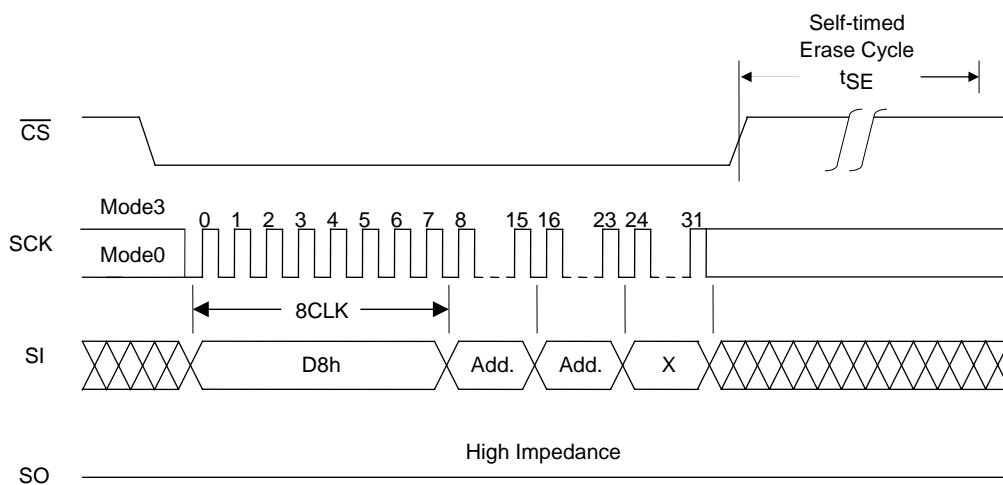 Self-timed
Erase Cycle
tSE
CS
Mode3
SCK
Mode0
0 1 2 3 4 5 6 7 8 15 16 23 24 31
8CLK
SI
D8h Add. Add. X
High Impedance
SO